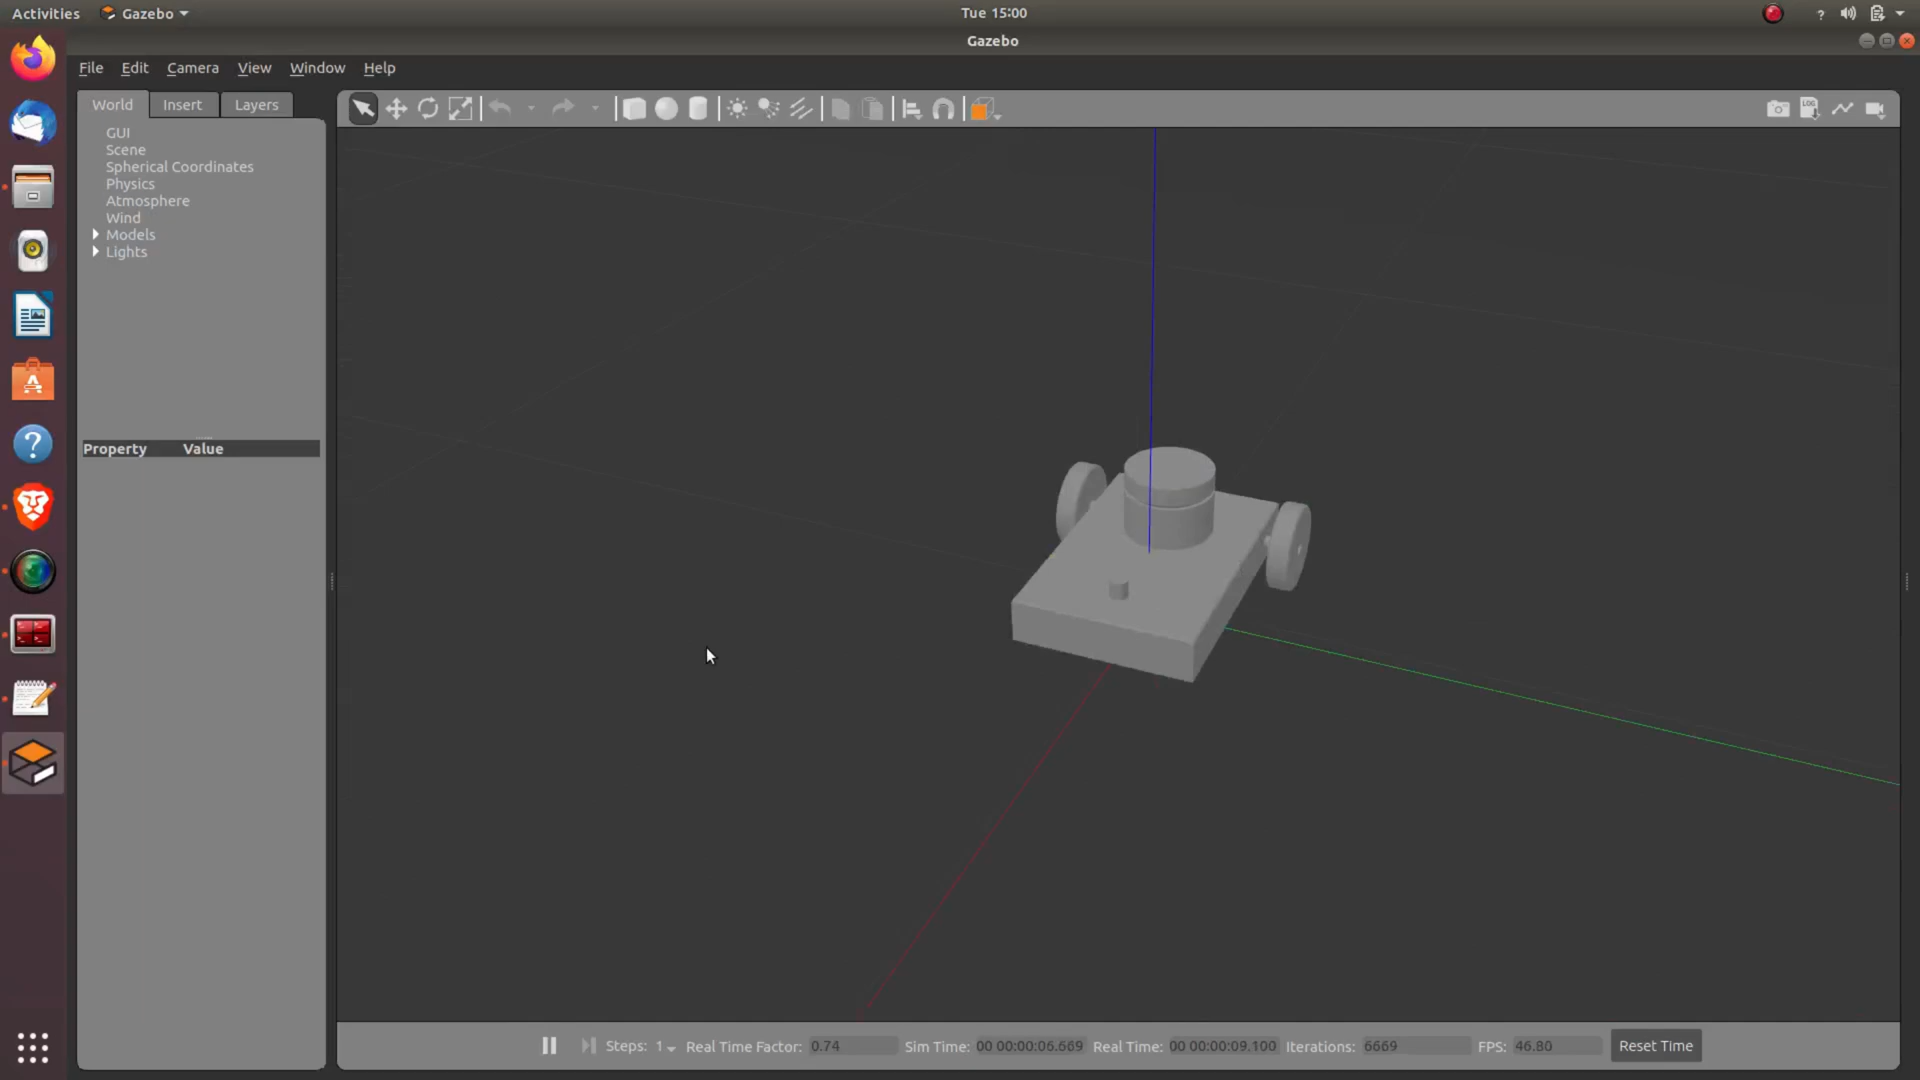 Activities Gazebo Tue 15:00 ?
Gazebo
File Edit Camera View Window Help
World Insert Layers
LOG
GUI
Scene
Spherical Coordinates
Physics
Atmosphere
Wind
Models
Lights
Property Value
Steps: 1 Real Time Factor: 0.74 Sim Time: 00 00:00:06.669 Real Time: 00 00:00:09.100 Iterations: 6669 FPS: 46.80 Reset Time